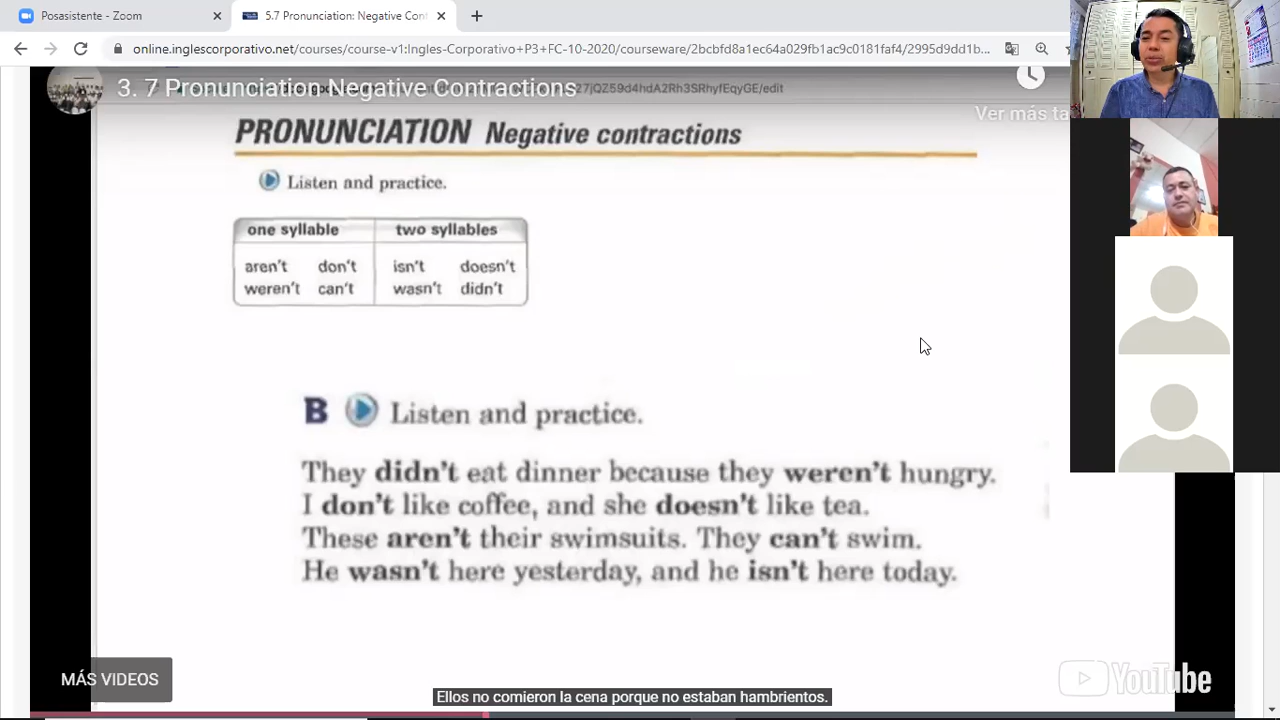 Posasistente - Zoom
5.7 Pronunciation: Negative Con
online.inglescorporativo.net/courses/course-v1:Ingles-Corporativo+P3+FC-10-2020/courseware/
3. 7 Pronunciation Negative Contractions
Ver más ta
PRONUNCIATION Negative contractions
Listen and practice.
one syllable two syllables
aren't don't isn't doesn't
weren't can't wasn't didn't
B Listen and practice.
They didn't eat dinner because they weren't hungry.
I don't like coffee, and she doesn't like tea.
These aren't their swimsuits. They can't swim.
He wasn't here yesterday, and he isn't here today.
MÁS VIDEOS
YouTube
Ellos no comieron la cena porque no estaban hambrientos.